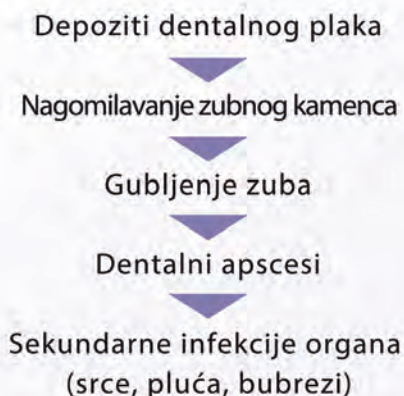 Depoziti dentalnog plaka
Nagomilavanje zubnog kamenca
Gubljenje zuba
Dentalni apscesi
Sekundarne infekcije organa
(srce, pluća, bubrezi)